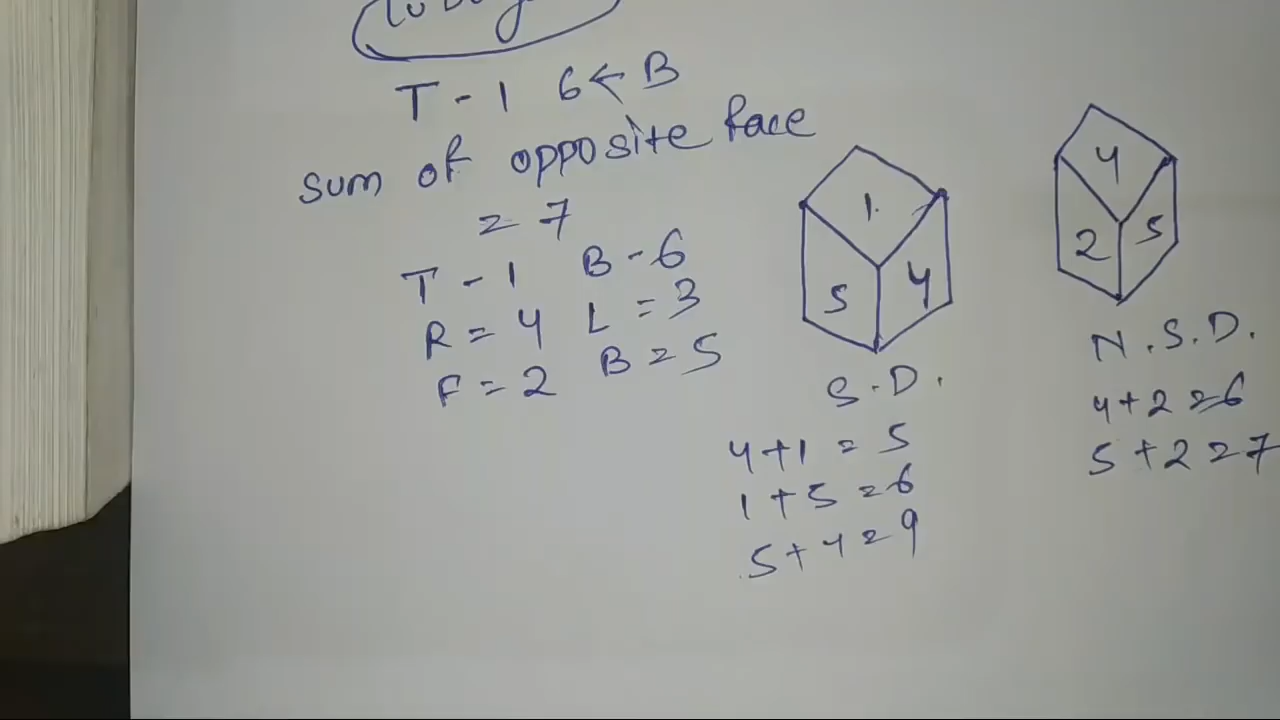 T - 1 6 ← B
sum of opposite face
= 7
T - 1 B - 6
R = 4 L = 3
F = 2 B = 5
1
5 4
S.D.
4 + 1 = 5
1 + 5 = 6
5 + 4 = 9
4
2 5
N.S.D.
4 + 2 = 6
5 + 2 = 7